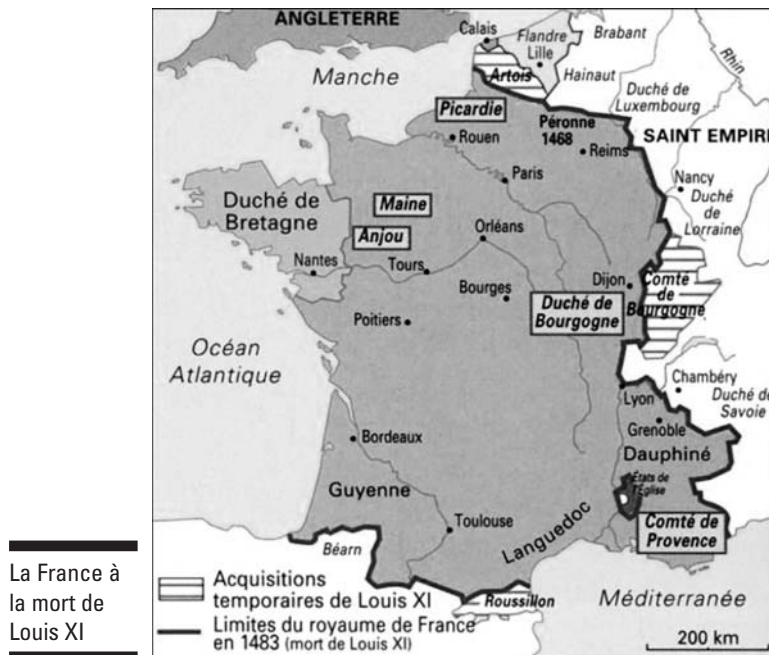 ANGLETERRE
Calais
Flandre
Lille
Brabant
Rhin
Manche
Artois
Hainaut
Duché de
Luxembourg
Picardie
Péronne
1468
SAINT EMPIRE
Rouen
Reims
Paris
Nancy
Duché de
Bretagne
Maine
Duché
de
Lorraine
Anjou
Orléans
Nantes
Tours
Dijon
Comté
de
Bourgogne
Bourges
Duché de
Bourgogne
Poitiers
Océan
Atlantique
Chambéry
Duché de
Savoie
Lyon
Grenoble
Bordeaux
Dauphiné
États de
l'Église
Guyenne
Toulouse
Languedoc
Comté de
Provence
Béarn
Roussillon
Méditerranée
Acquisitions
temporaires de Louis XI
Limites du royaume de France
en 1483 (mort de Louis XI)
200 km
La France à
la mort de
Louis XI